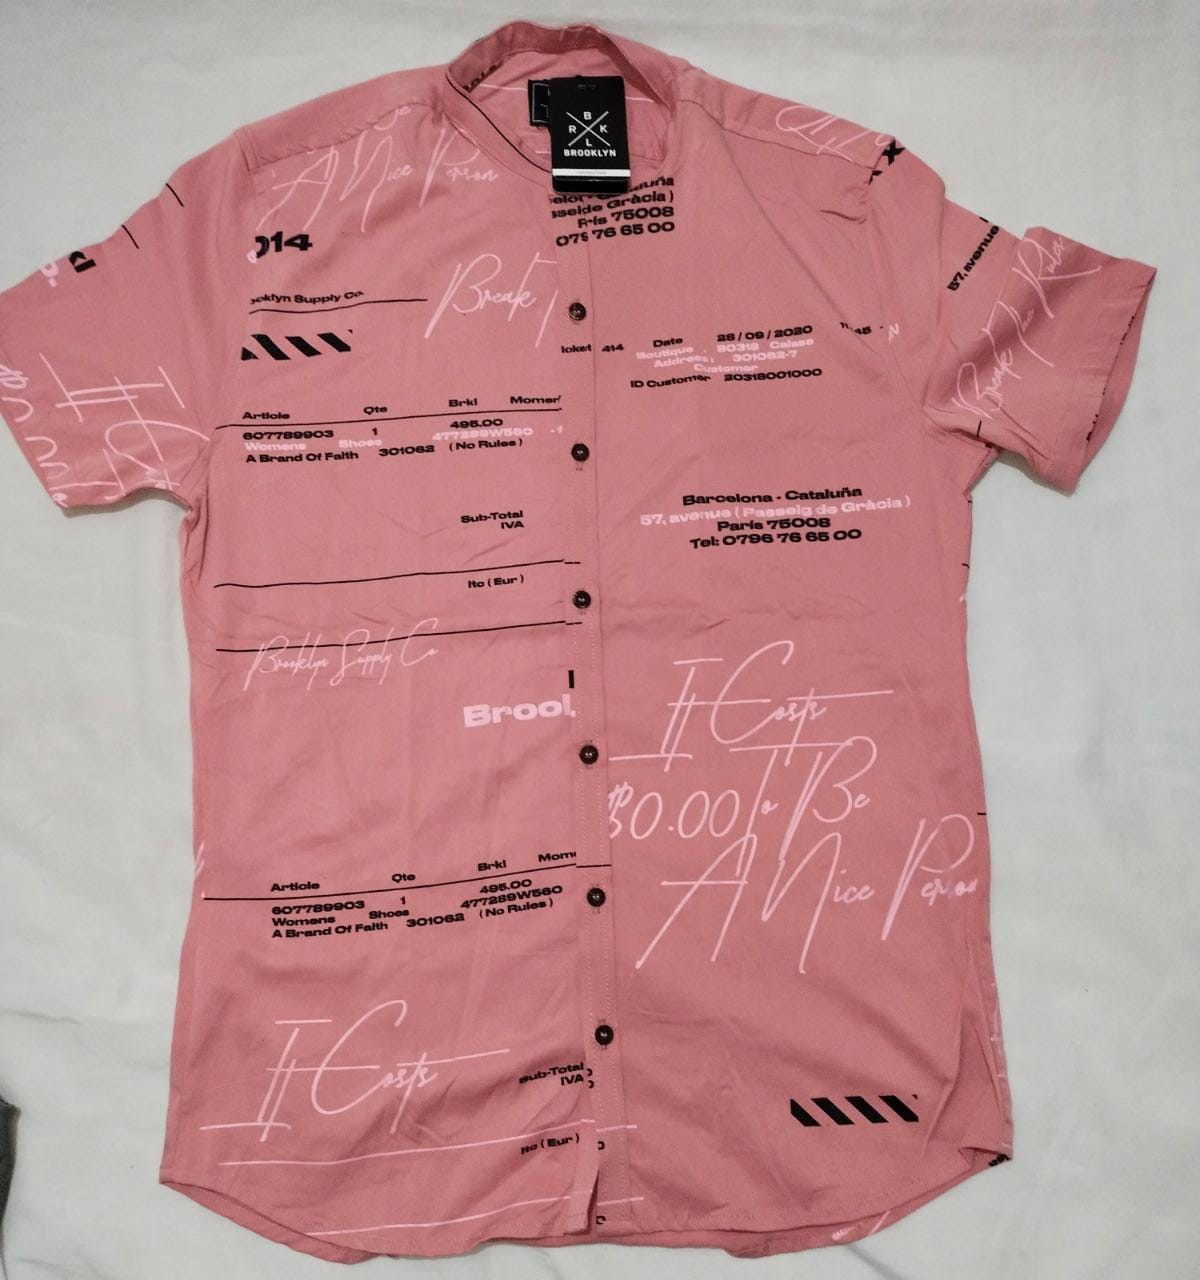 B
R K
L
BROOKLYN
A Nice Person
014
Gràcia )
París 75008
76 65 00
Supply Co.
Break
57, avenue
Break The Rules
414
Date 28 / 09 / 2020
Boutique . 80318 Caisse
Address : 301062-7
Customer
ID Customer 20318001000
Article Qte Brkl
607789903 1 495.00
Womens Shoes 477289W560 -1
A Brand Of Faith 301062 ( No Rules )
Barcelona - Cataluña
57, avenue ( Passeig de Gràcia )
París 75008
Tel: 0796 76 65 00
Sub-Total
IVA
( Eur )
Brooklyn Supply Co
It Costs
$0.00 To Be
A Nice Person
Article Qte Brkl
607789903 1 495.00
Womens Shoes 477289W560
A Brand Of Faith 301062 ( No Rules )
It Costs
Sub-Total
IVA
( Eur )